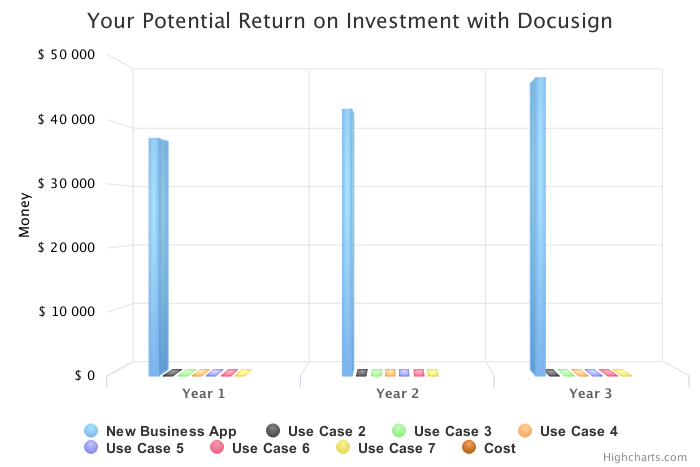 Your Potential Return on Investment with Docusign
$ 50 000
$ 40 000
$ 30 000
$ 20 000
$ 10 000
$ 0
Money
Year 1 Year 2 Year 3
New Business App Use Case 2 Use Case 3 Use Case 4
Use Case 5 Use Case 6 Use Case 7 Cost
Highcharts.com